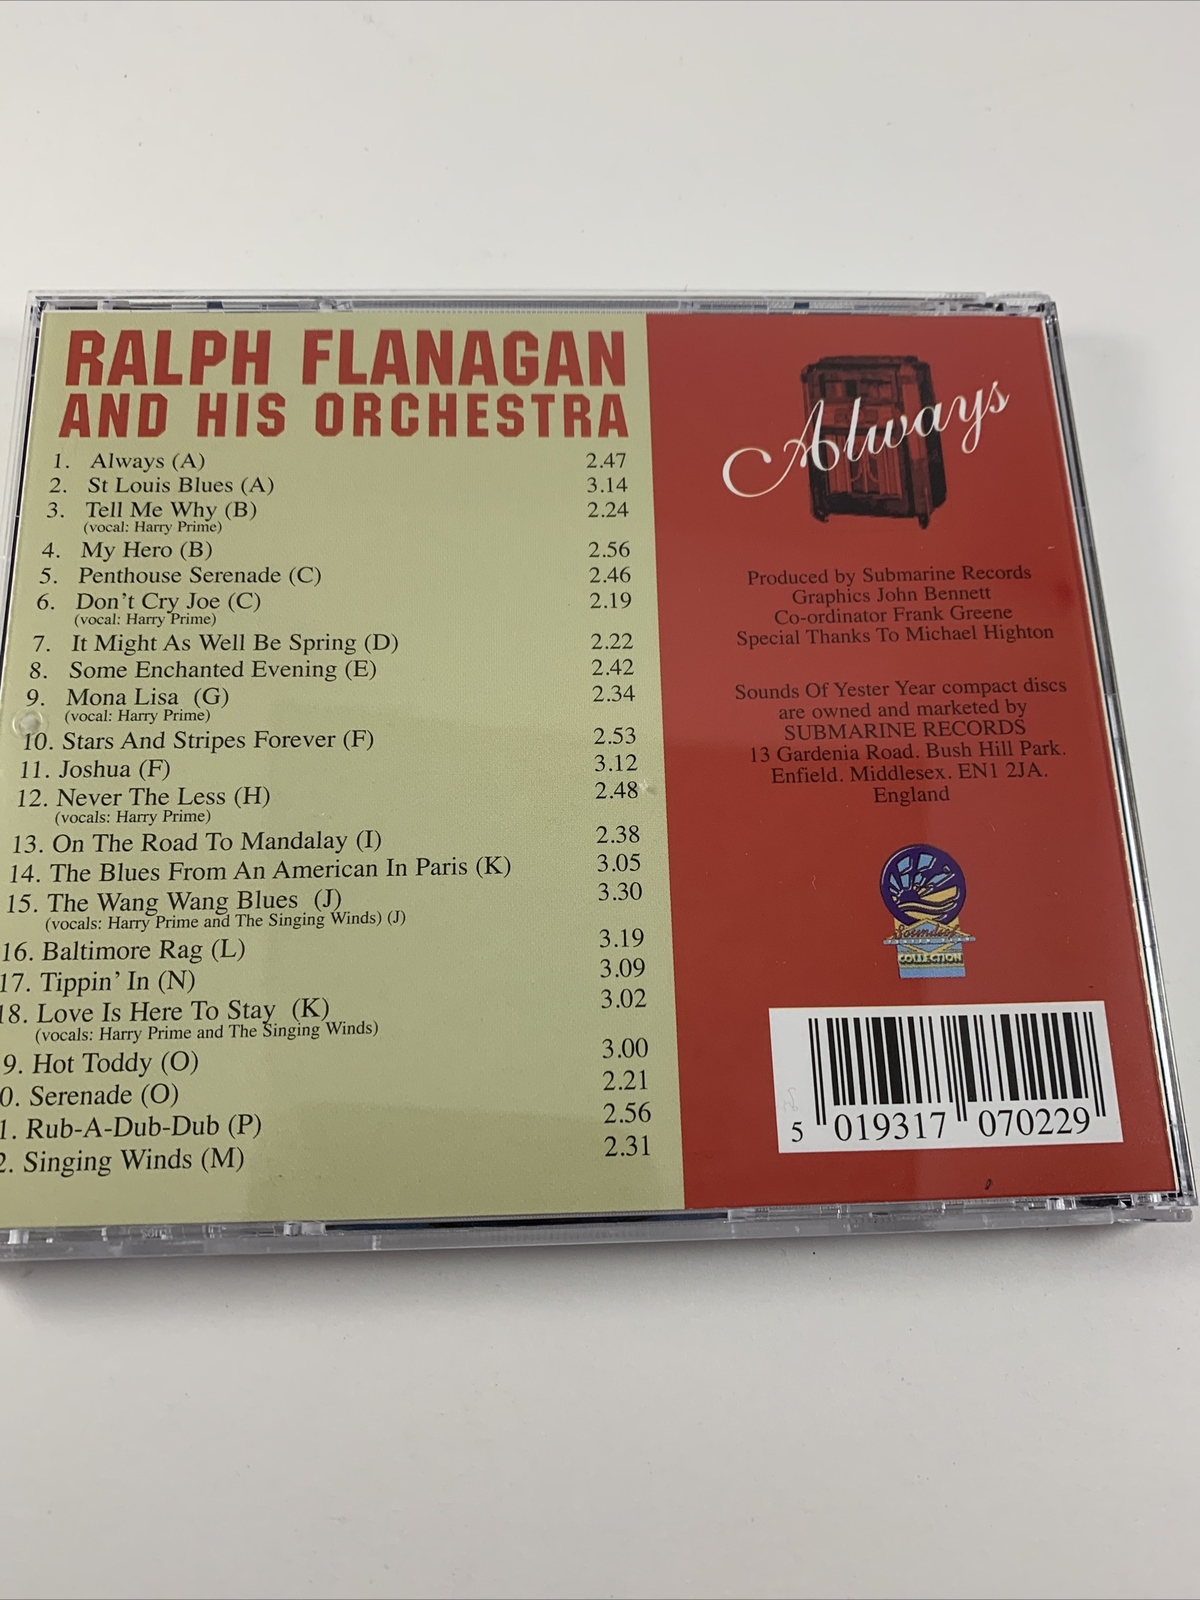 RALPH FLANAGAN
AND HIS ORCHESTRA
1. Always (A) 2.47
2. St Louis Blues (A) 3.14
3. Tell Me Why (B) 2.24
(vocal: Harry Prime)
4. My Hero (B) 2.56
5. Penthouse Serenade (C) 2.46
6. Don't Cry Joe (C) 2.19
(vocal: Harry Prime)
7. It Might As Well Be Spring (D) 2.22
8. Some Enchanted Evening (E) 2.42
9. Mona Lisa (G) 2.34
(vocal: Harry Prime)
10. Stars And Stripes Forever (F) 2.53
11. Joshua (F) 3.12
12. Never The Less (H) 2.48
(vocals: Harry Prime)
13. On The Road To Mandalay (I) 2.38
14. The Blues From An American In Paris (K) 3.05
15. The Wang Wang Blues (J) 3.30
(vocals: Harry Prime and The Singing Winds) (J)
16. Baltimore Rag (L) 3.19
17. Tippin' In (N) 3.09
18. Love Is Here To Stay (K) 3.02
(vocals: Harry Prime and The Singing Winds)
9. Hot Toddy (O) 3.00
0. Serenade (O) 2.21
1. Rub-A-Dub-Dub (P) 2.56
2. Singing Winds (M) 2.31
Always
Produced by Submarine Records
Graphics John Bennett
Co-ordinator Frank Greene
Special Thanks To Michael Highton
Sounds Of Yester Year compact discs
are owned and marketed by
SUBMARINE RECORDS
13 Gardenia Road. Bush Hill Park.
Enfield. Middlesex. EN1 2JA.
England
Sounds of
COLLECTION
5 019317 070229